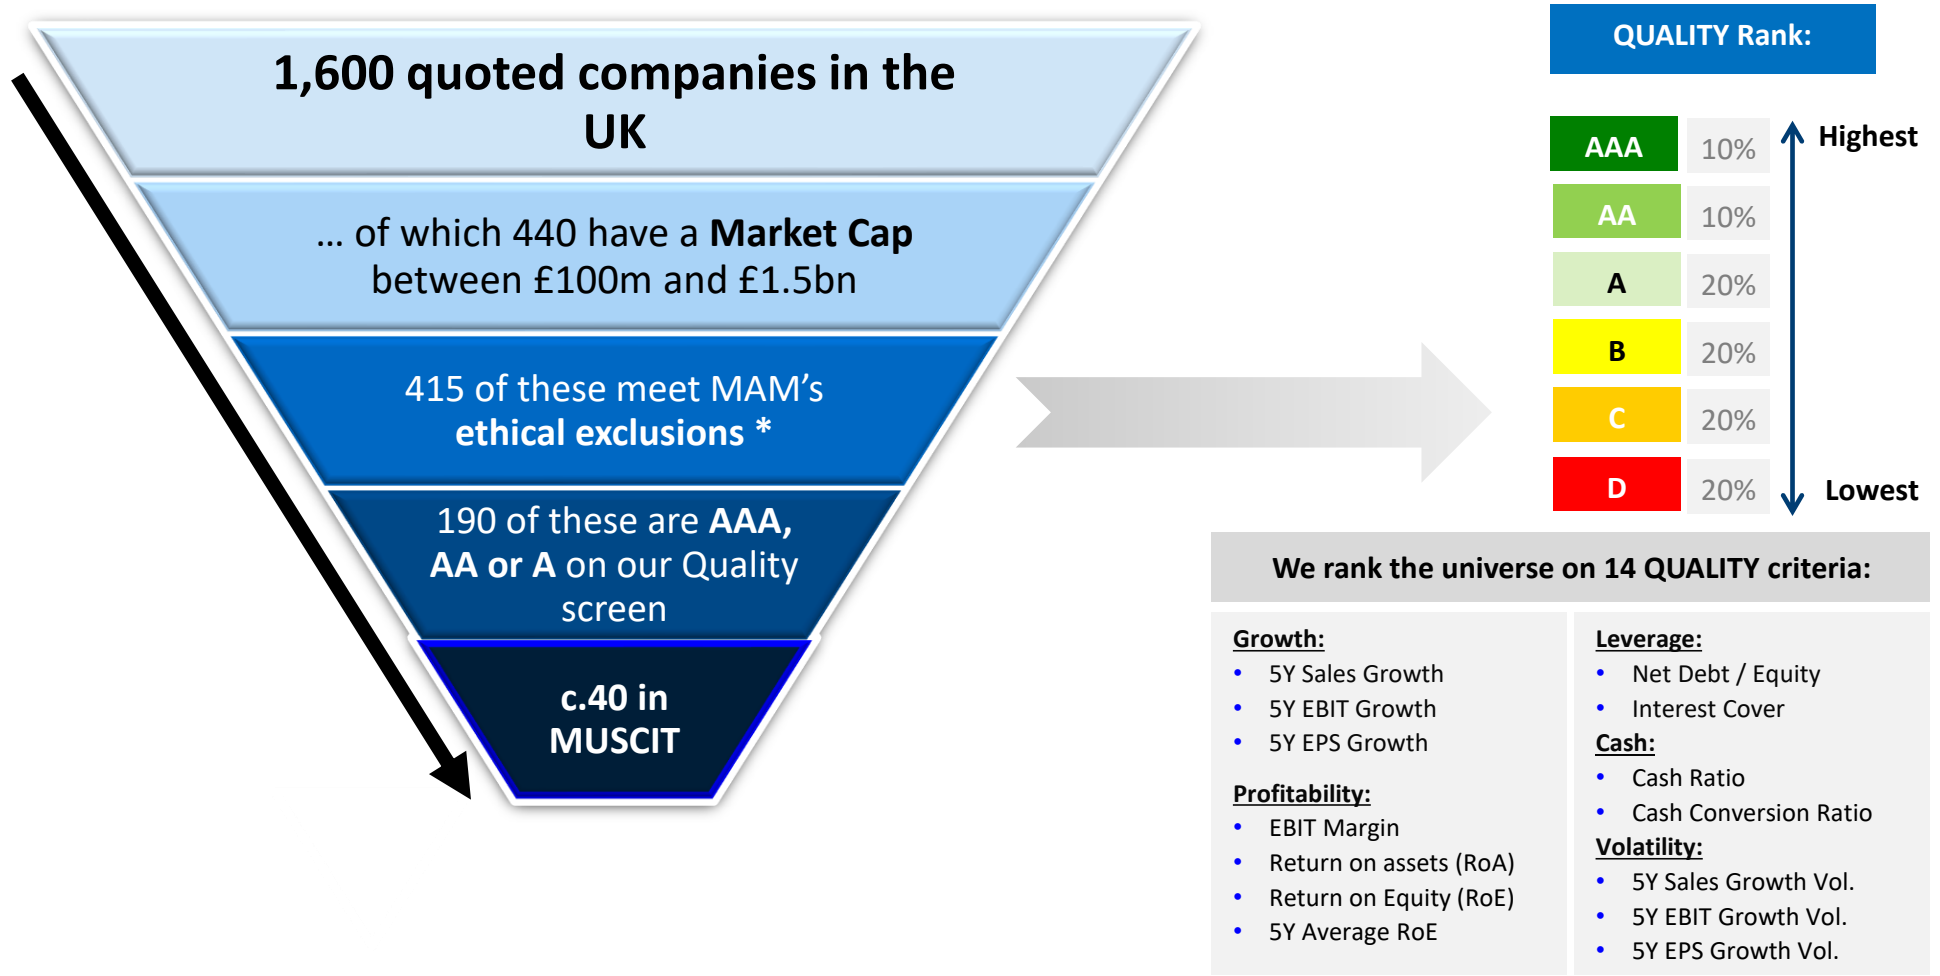 1,600 quoted companies in the
UK
... of which 440 have a Market Cap
between £100m and £1.5bn
415 of these meet MAM’s
ethical exclusions *
190 of these are AAA,
AA or A on our Quality
screen
c.40 in
MUSCIT
QUALITY Rank:
AAA 10% Highest
AA 10%
A 20%
B 20%
C 20%
D 20% Lowest
We rank the universe on 14 QUALITY criteria:
Growth:
• 5Y Sales Growth
• 5Y EBIT Growth
• 5Y EPS Growth
Profitability:
• EBIT Margin
• Return on assets (RoA)
• Return on Equity (RoE)
• 5Y Average RoE
Leverage:
• Net Debt / Equity
• Interest Cover
Cash:
• Cash Ratio
• Cash Conversion Ratio
Volatility:
• 5Y Sales Growth Vol.
• 5Y EBIT Growth Vol.
• 5Y EPS Growth Vol.